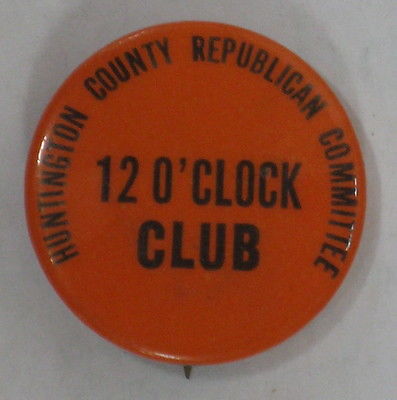 HUNTINGTON COUNTY REPUBLICAN COMMITTEE
12 O'CLOCK
CLUB